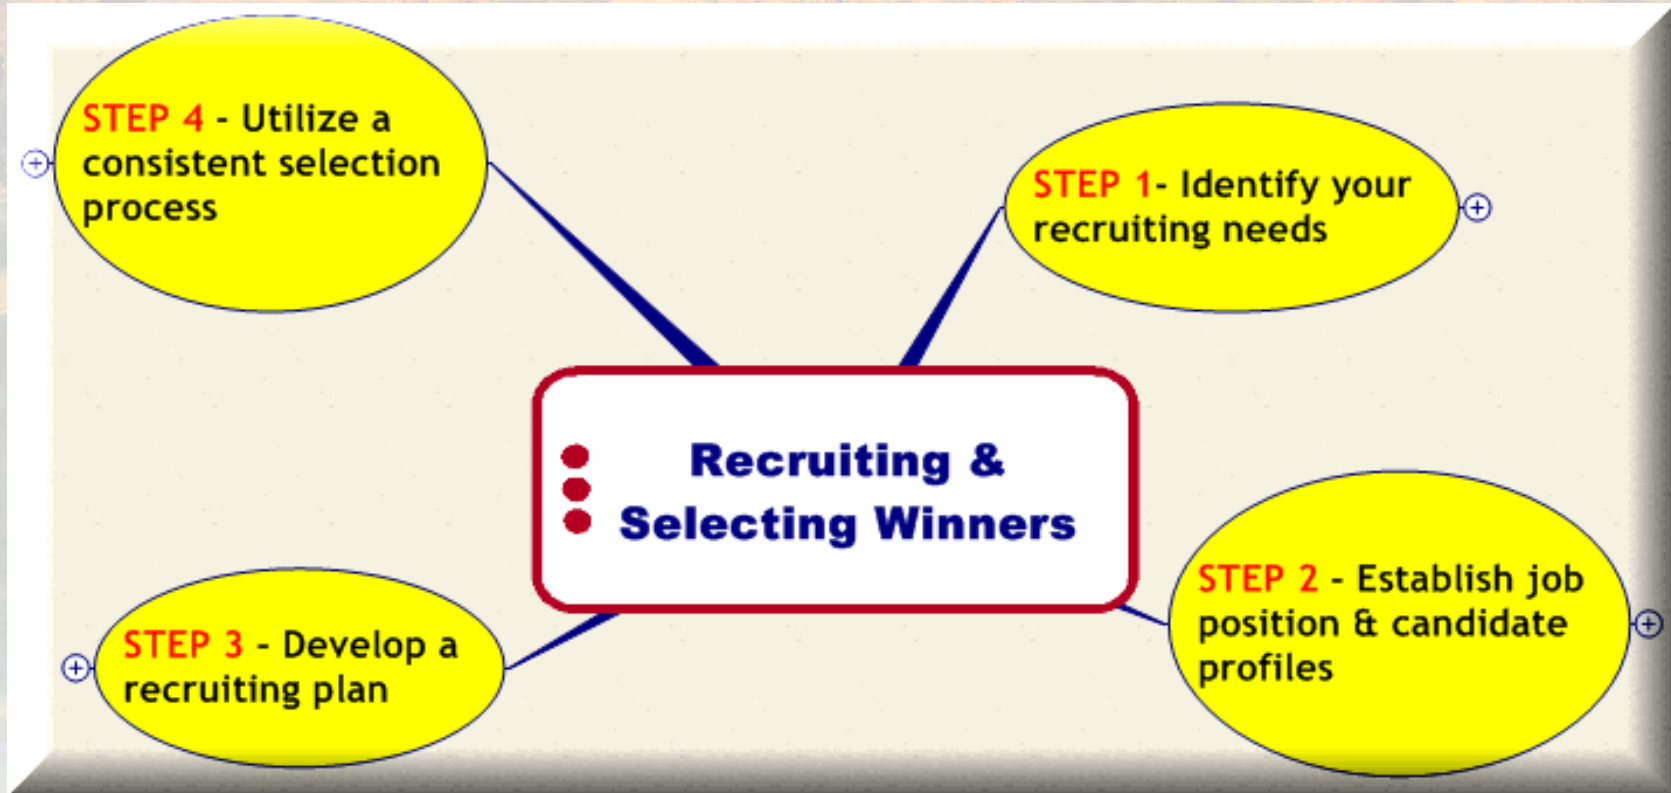 STEP 4 - Utilize a
consistent selection
process
STEP 1- Identify your
recruiting needs
Recruiting &
Selecting Winners
STEP 3 - Develop a
recruiting plan
STEP 2 - Establish job
position & candidate
profiles